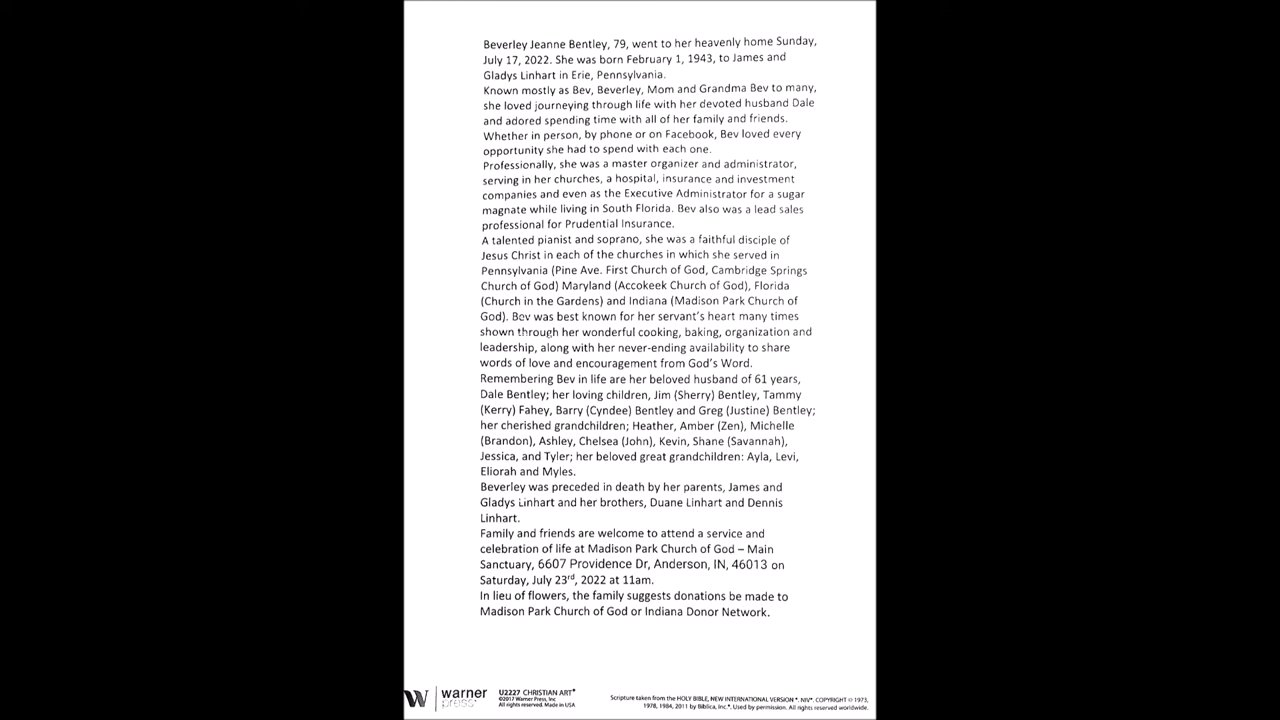 Beverley Jeanne Bentley, 79, went to her heavenly home Sunday,
July 17, 2022. She was born February 1, 1943, to James and
Gladys Linhart in Erie, Pennsylvania.
Known mostly as Bev, Beverley, Mom and Grandma Bev to many,
she loved journeying through life with her devoted husband Dale
and adored spending time with all of her family and friends.
Whether in person, by phone or on Facebook, Bev loved every
opportunity she had to spend with each one.
Professionally, she was a master organizer and administrator,
serving in her churches, a hospital, insurance and investment
companies and even as the Executive Administrator for a sugar
magnate while living in South Florida. Bev also was a lead sales
professional for Prudential Insurance.
A talented pianist and soprano, she was a faithful disciple of
Jesus Christ in each of the churches in which she served in
Pennsylvania (Pine Ave. First Church of God, Cambridge Springs
Church of God) Maryland (Accokeek Church of God), Florida
(Church in the Gardens) and Indiana (Madison Park Church of
God). Bev was best known for her servant's heart many times
shown through her wonderful cooking, baking, organization and
leadership, along with her never-ending availability to share
words of love and encouragement from God's Word.
Remembering Bev in life are her beloved husband of 61 years,
Dale Bentley; her loving children, Jim (Sherry) Bentley, Tammy
(Kerry) Fahey, Barry (Cyndee) Bentley and Greg (Justine) Bentley;
her cherished grandchildren; Heather, Amber (Zen), Michelle
(Brandon), Ashley, Chelsea (John), Kevin, Shane (Savannah),
Jessica, and Tyler; her beloved great grandchildren: Ayla, Levi,
Eliorah and Myles.
Beverley was preceded in death by her parents, James and
Gladys Linhart and her brothers, Duane Linhart and Dennis
Linhart.
Family and friends are welcome to attend a service and
celebration of life at Madison Park Church of God – Main
Sanctuary, 6607 Providence Dr, Anderson, IN, 46013 on
Saturday, July 23rd, 2022 at 11am.
In lieu of flowers, the family suggests donations be made to
Madison Park Church of God or Indiana Donor Network.
W warner press®
U2227 CHRISTIAN ART®
©2017 Warner Press, Inc
All rights reserved. Made in USA
Scripture taken from the HOLY BIBLE, NEW INTERNATIONAL VERSION ®. NIV®. COPYRIGHT © 1973,
1978, 1984, 2011 by Biblica, Inc.®. Used by permission. All rights reserved worldwide.